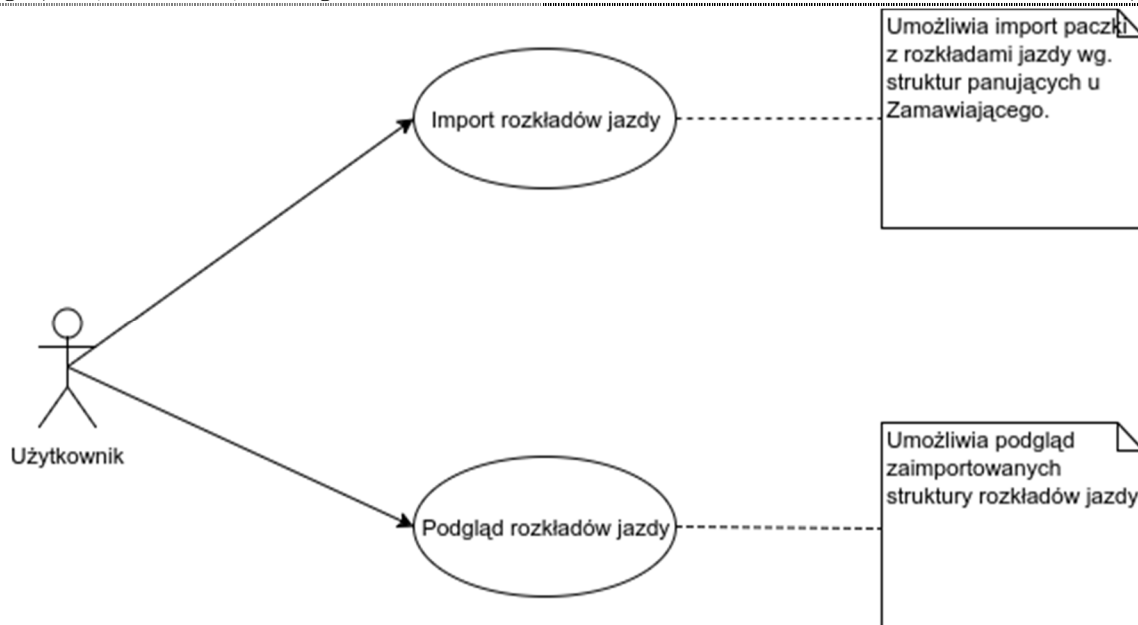 Umożliwia import paczki
z rozkładami jazdy wg.
struktur panujących u
Zamawiającego.
Import rozkładów jazdy
Użytkownik
Umożliwia podgląd
zaimportowanych
struktury rozkładów jazdy
Podgląd rozkładów jazdy